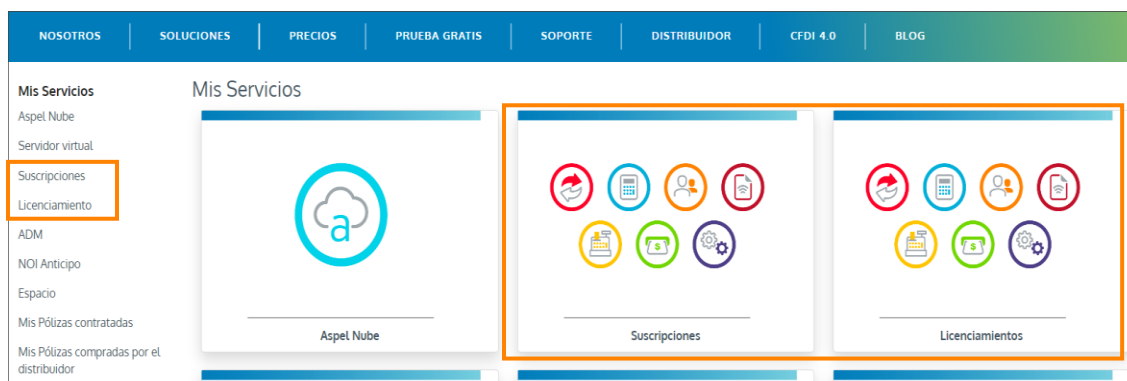 NOSOTROS
SOLUCIONES
PRECIOS
PRUEBA GRATIS
SOPORTE
DISTRIBUIDOR
CFDI 4.0
BLOG
Mis Servicios
Aspel Nube
Servidor virtual
Suscripciones
Licenciamiento
ADM
NOI Anticipo
Espacio
Mis Pólizas contratadas
Mis Pólizas compradas por el
distribuidor
Mis Servicios
a
Aspel Nube
$
Suscripciones
$
Licenciamientos